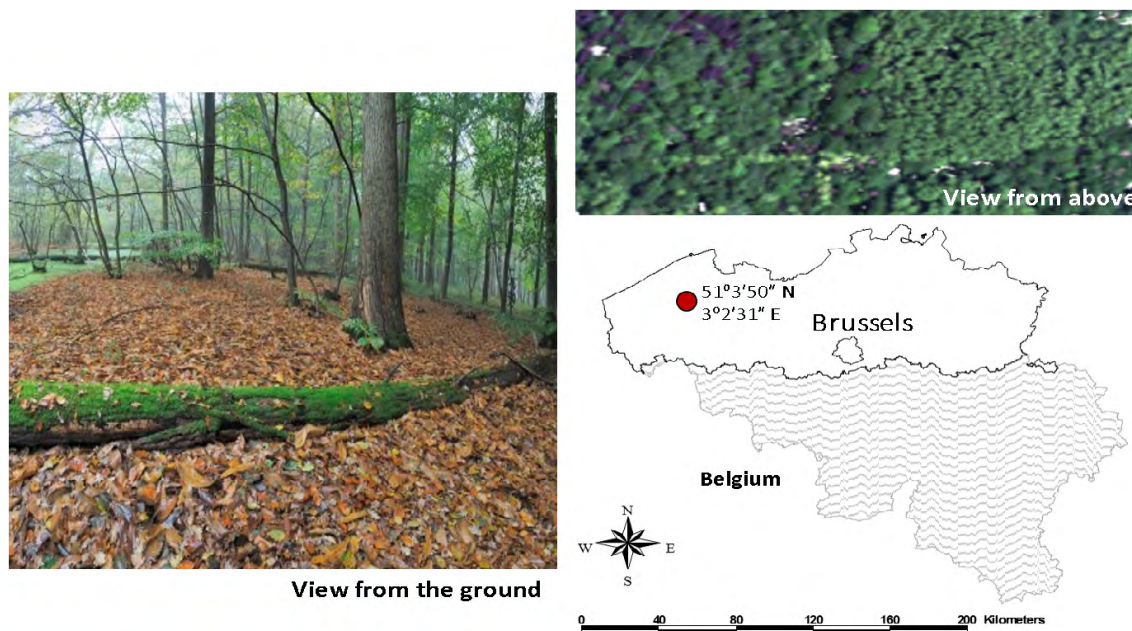 View from the ground
View from above
51°3'50" N
3°2'31" E
Brussels
Belgium
N
W E
S
0 40 80 120 160 200 Kilometers